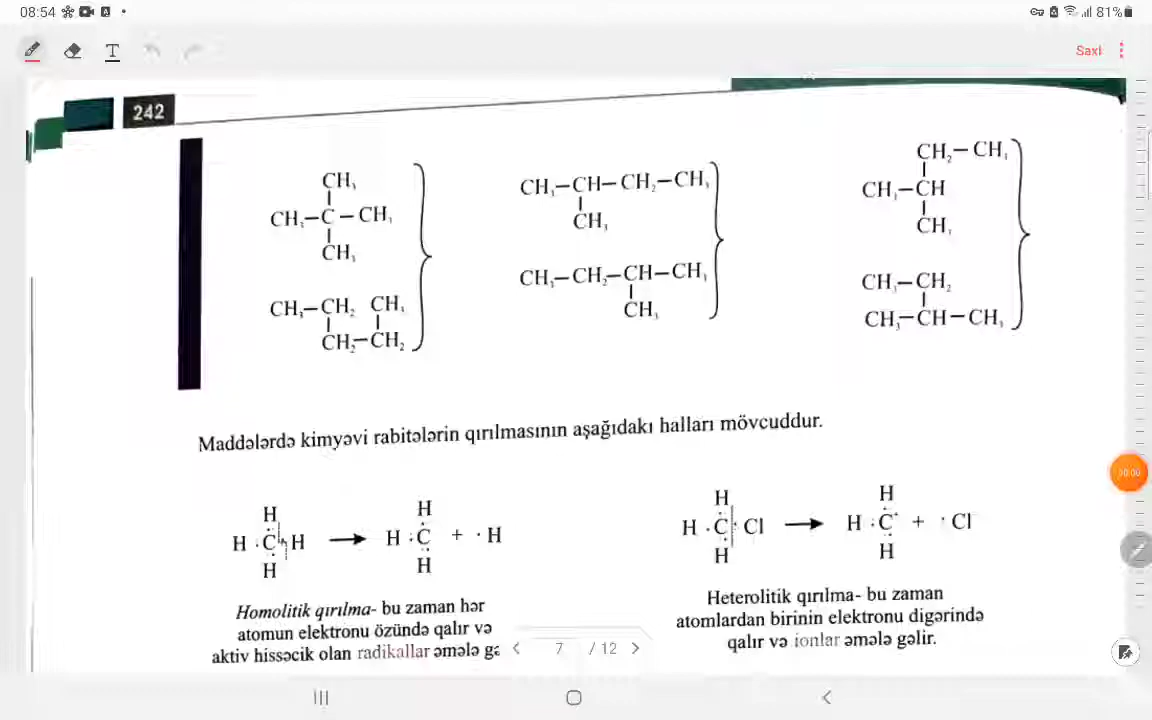 08:54
81%
T
Saxl
242
CH₃
CH₃–C–CH₃
CH₃
CH₃–CH₂ CH₃
CH₂–CH₂
CH₃–CH–CH₂–CH₃
CH₃
CH₃–CH₂–CH–CH₃
CH₃
CH₂–CH₃
CH₃–CH
CH₃
CH₃–CH₂
CH₃–CH–CH₃
Maddələrdə kimyəvi rabitələrin qırılmasının aşağıdakı halları mövcuddur.
00:00
H H
H : C : H → H : C + · H
H H
Homolitik qırılma- bu zaman hər
atomun elektronu özündə qalır və
aktiv hissəcik olan radikallar əmələ gə
H H
H · C : Cl → H : C⁺ + · Cl
H H
Heterolitik qırılma- bu zaman
atomlardan birinin elektronu digərində
qalır və ionlar əmələ gəlir.
< 7 / 12 >